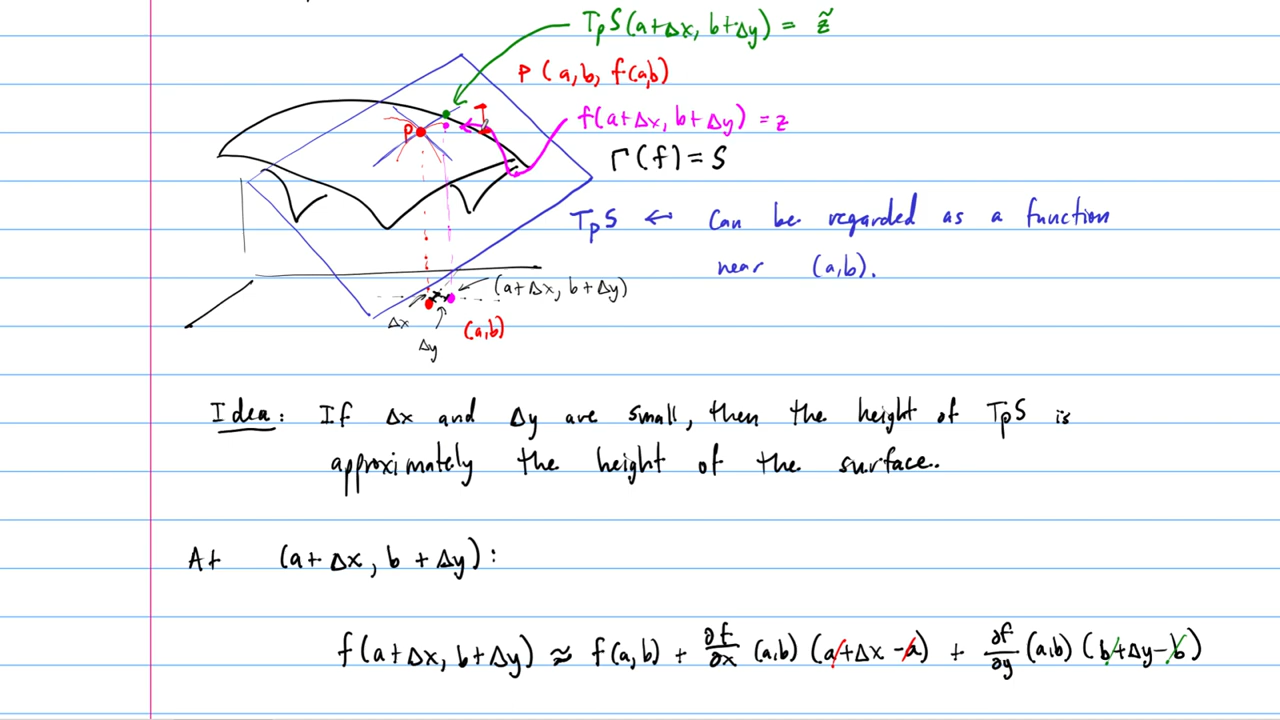 TpS(a+Δx, b+Δy) = z̃
P (a,b, f(a,b))
P
f(a+Δx, b+Δy) = z
Γ(f) = S
TpS ← Can be regarded as a function
near (a,b).
(a+Δx, b+Δy)
Δx
(a,b)
Δy
Idea: If Δx and Δy are small, then the height of TpS is
approximately the height of the surface.
At (a+Δx, b+Δy):
f(a+Δx, b+Δy) ≈ f(a,b) + ∂f/∂x (a,b) (a+Δx-a) + ∂f/∂y (a,b) (b+Δy-b)